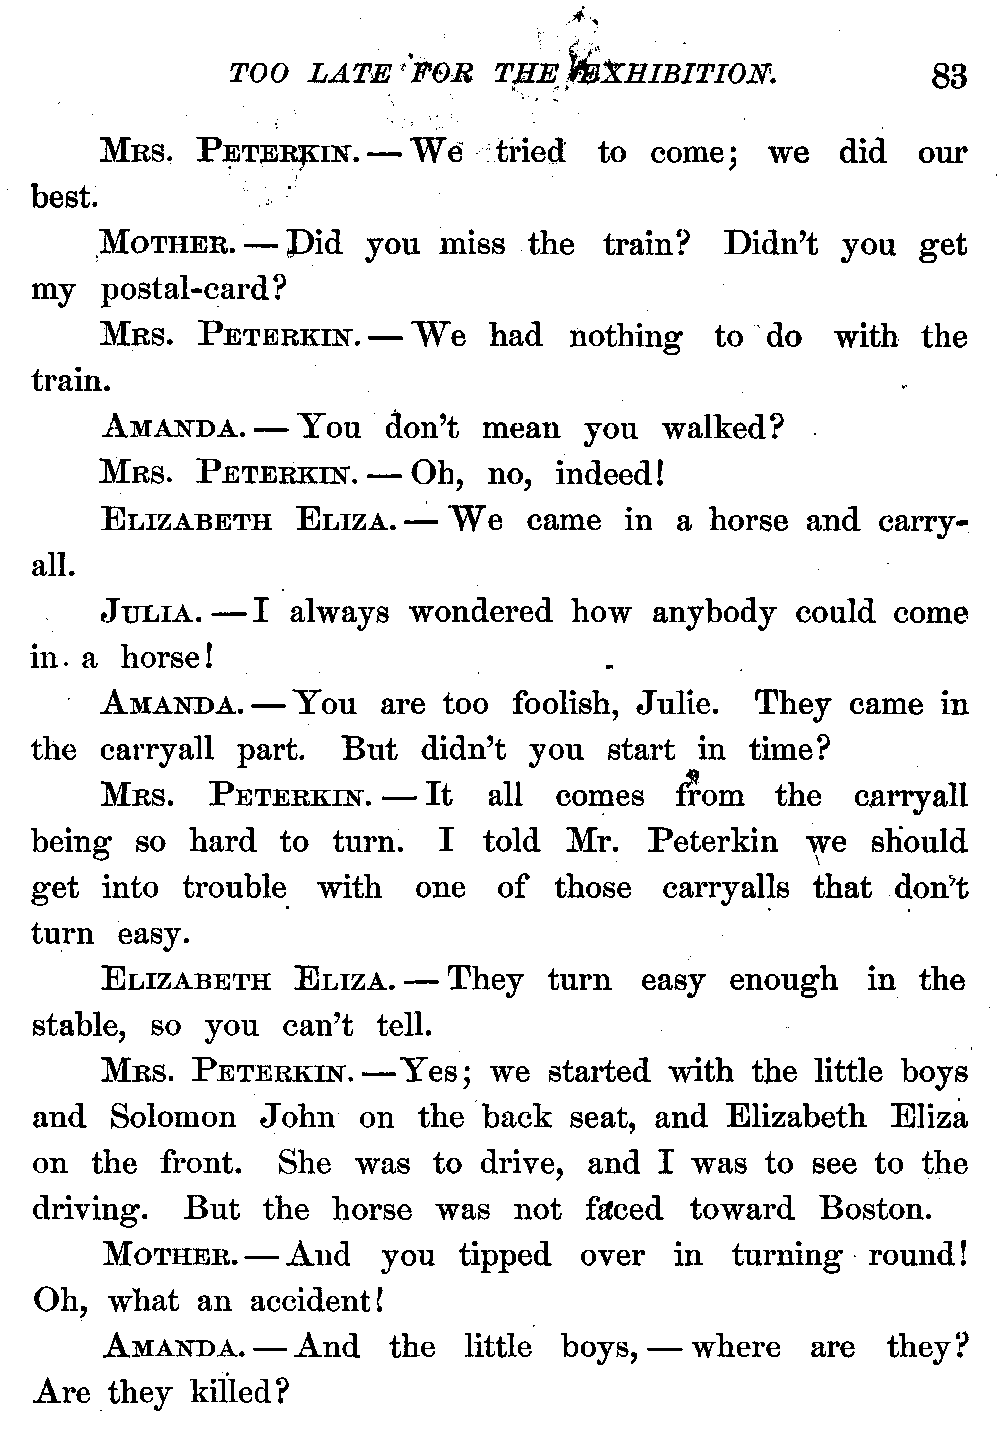 TOO LATE FOR THE EXHIBITION. 83
MRS. PETERKIN. — We tried to come; we did our
best.
MOTHER. — Did you miss the train? Didn't you get
my postal-card?
MRS. PETERKIN. — We had nothing to do with the
train.
AMANDA. — You don't mean you walked?
MRS. PETERKIN. — Oh, no, indeed!
ELIZABETH ELIZA. — We came in a horse and carry-
all.
JULIA. — I always wondered how anybody could come
in a horse!
AMANDA. — You are too foolish, Julie. They came in
the carryall part. But didn't you start in time?
MRS. PETERKIN. — It all comes from the carryall
being so hard to turn. I told Mr. Peterkin we should
get into trouble with one of those carryalls that don't
turn easy.
ELIZABETH ELIZA. — They turn easy enough in the
stable, so you can't tell.
MRS. PETERKIN. — Yes; we started with the little boys
and Solomon John on the back seat, and Elizabeth Eliza
on the front. She was to drive, and I was to see to the
driving. But the horse was not faced toward Boston.
MOTHER. — And you tipped over in turning round!
Oh, what an accident!
AMANDA. — And the little boys, — where are they?
Are they killed?